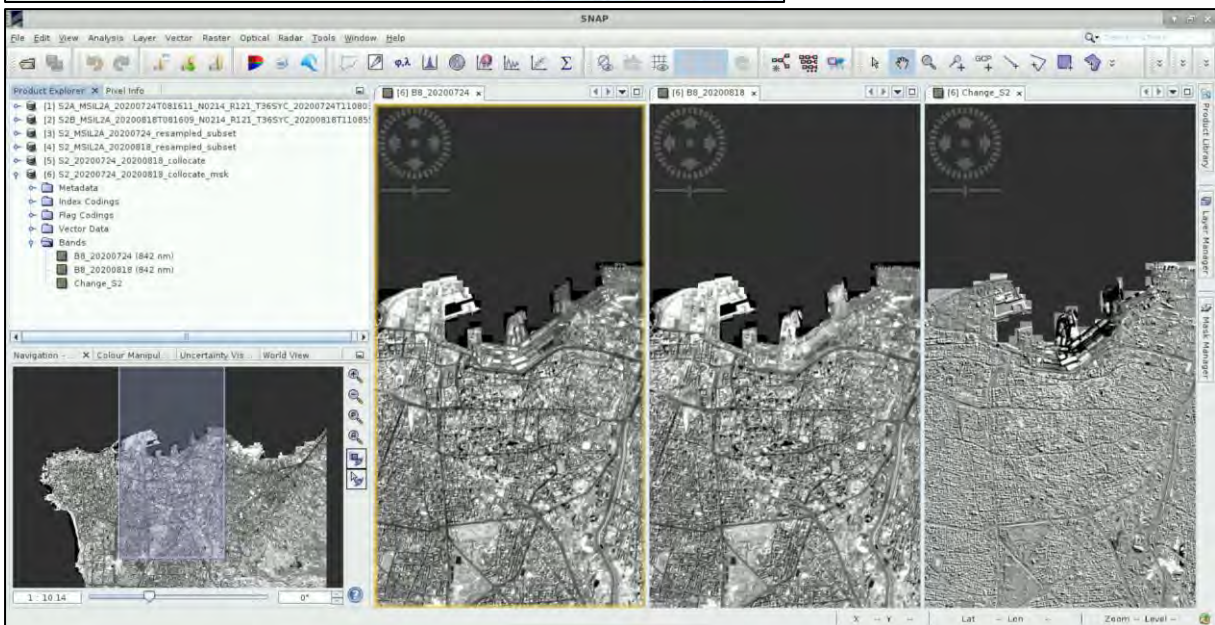 SNAP
File Edit View Analysis Layer Vector Raster Optical Radar Tools Window Help
Product Explorer X Pixel Info
[1] S2A_MSIL2A_20200724T081611_N0214_R121_T36SYC_20200724T11080
[2] S2B_MSIL2A_20200818T081609_N0214_R121_T36SYC_20200818T11085
[3] S2_MSIL2A_20200724_resampled_subset
[4] S2_MSIL2A_20200818_resampled_subset
[5] S2_20200724_20200818_collocate
[6] S2_20200724_20200818_collocate_msk
Metadata
Index Codings
Flag Codings
Vector Data
Bands
B8_20200724 (842 nm)
B8_20200818 (842 nm)
Change_S2
Navigation - ... X Colour Manipul... Uncertainty Vis... World View
1 : 10.14
0°
[6] B8_20200724 x
[6] B8_20200818 x
[6] Change_S2 x
Product Library
Layer Manager
Mask Manager
X -- Y -- Lat -- Lon -- Zoom -- Level --